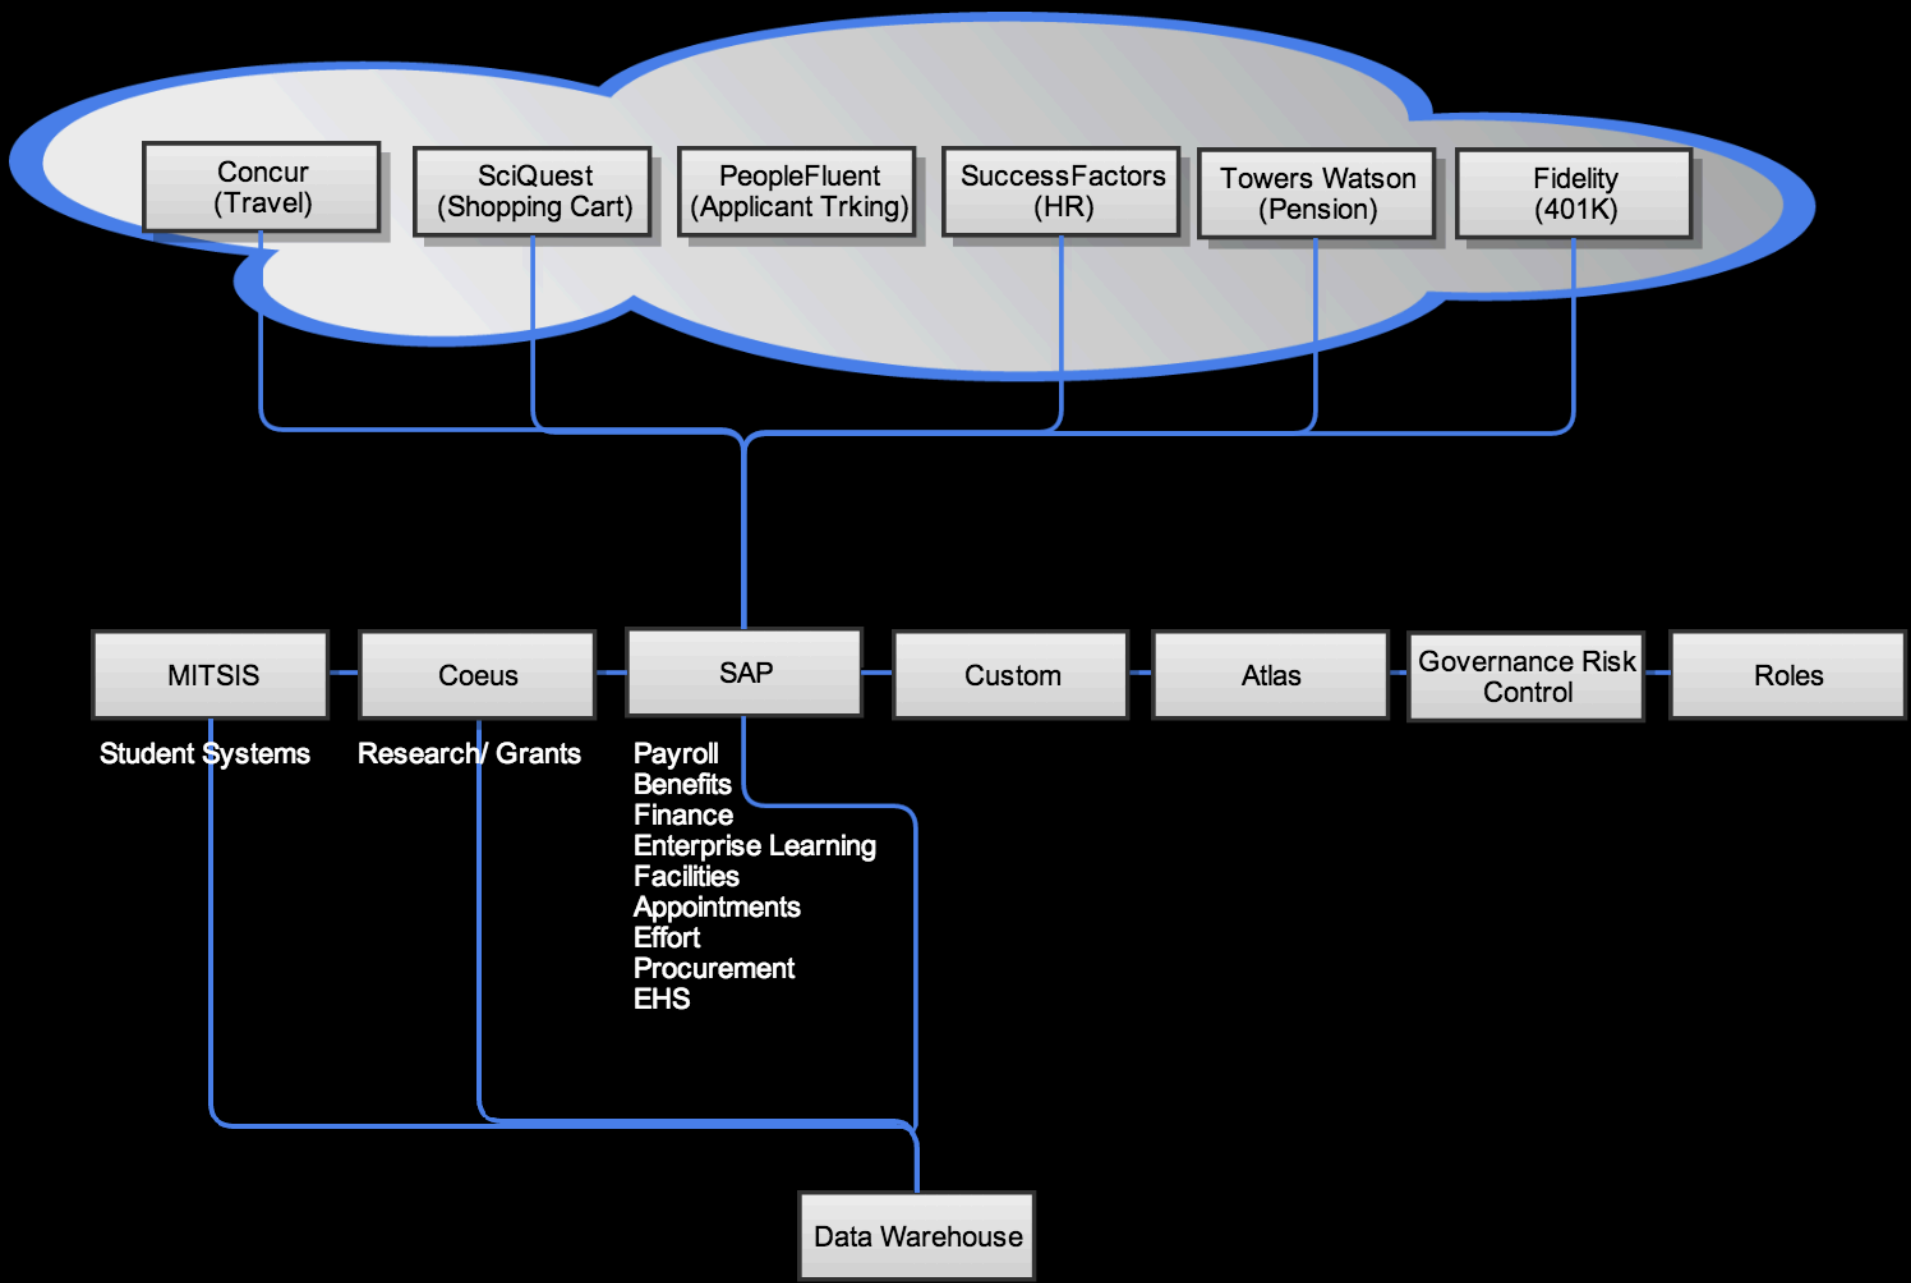 Concur
(Travel)
SciQuest
(Shopping Cart)
PeopleFluent
(Applicant Trking)
SuccessFactors
(HR)
Towers Watson
(Pension)
Fidelity
(401K)
MITSIS
Coeus
SAP
Custom
Atlas
Governance Risk
Control
Roles
Student Systems
Research/ Grants
Payroll
Benefits
Finance
Enterprise Learning
Facilities
Appointments
Effort
Procurement
EHS
Data Warehouse